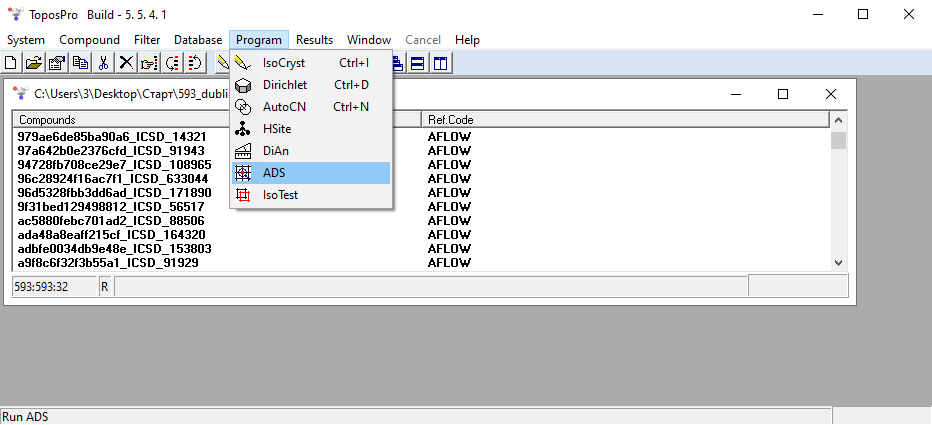 ToposPro Build - 5. 5. 4. 1
System Compound Filter Database Program Results Window Cancel Help
IsoCryst Ctrl+I
Dirichlet Ctrl+D
AutoCN Ctrl+N
HSite
DiAn
ADS
IsoTest
C:\Users\3\Desktop\Старт\593_dubli
Compounds Ref.Code
979ae6de85ba90a6_ICSD_14321 AFLOW
97a642b0e2376cfd_ICSD_91943 AFLOW
94728fb708ce29e7_ICSD_108965 AFLOW
96c28924f16ac7f1_ICSD_633044 AFLOW
96d5328fbb3dd6ad_ICSD_171890 AFLOW
9f31bed129498812_ICSD_56517 AFLOW
ac5880febc701ad2_ICSD_88506 AFLOW
ada48a8eaff215cf_ICSD_164320 AFLOW
adbfe0034db9e48e_ICSD_153803 AFLOW
a9f8c6f32f3b55a1_ICSD_91929 AFLOW
593:593:32 R
Run ADS